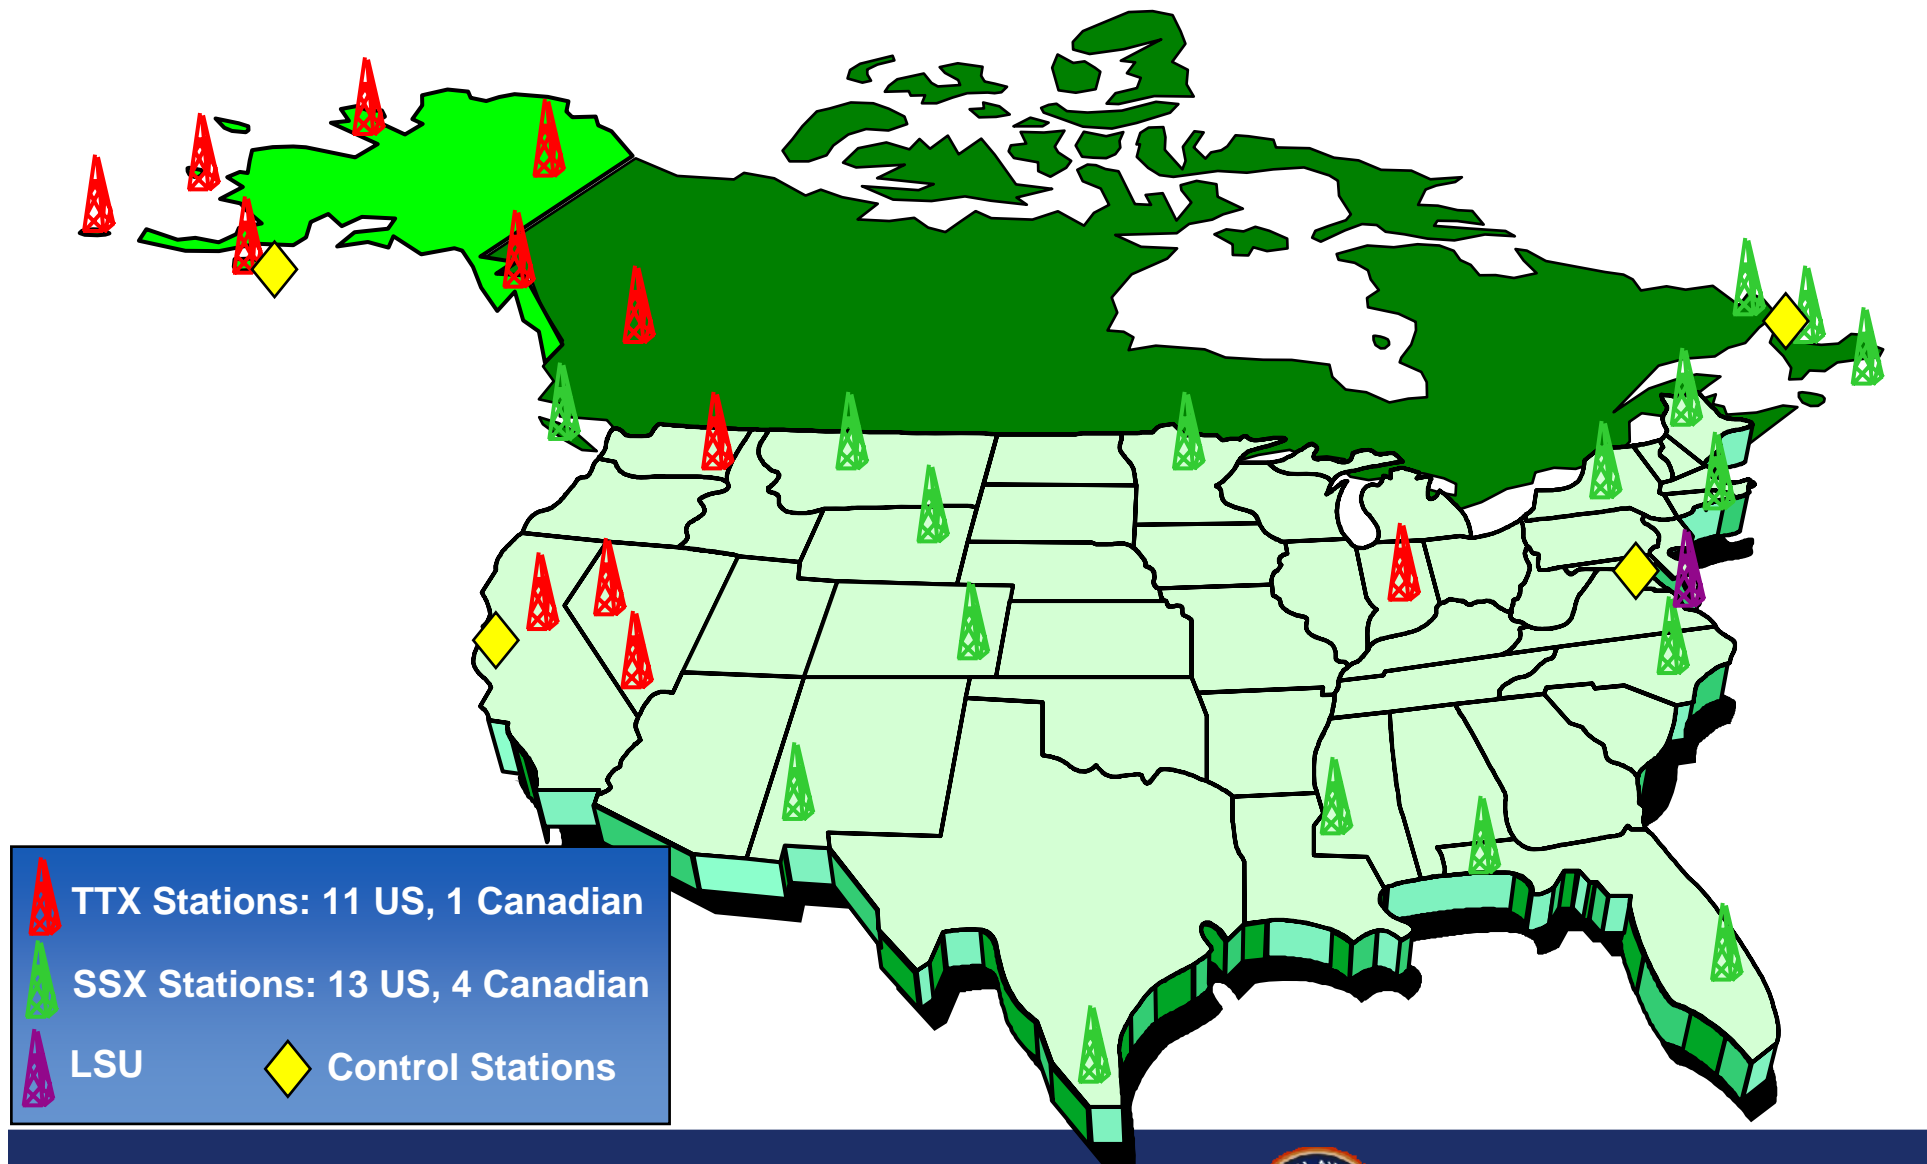 TTX Stations: 11 US, 1 Canadian
SSX Stations: 13 US, 4 Canadian
LSU
Control Stations